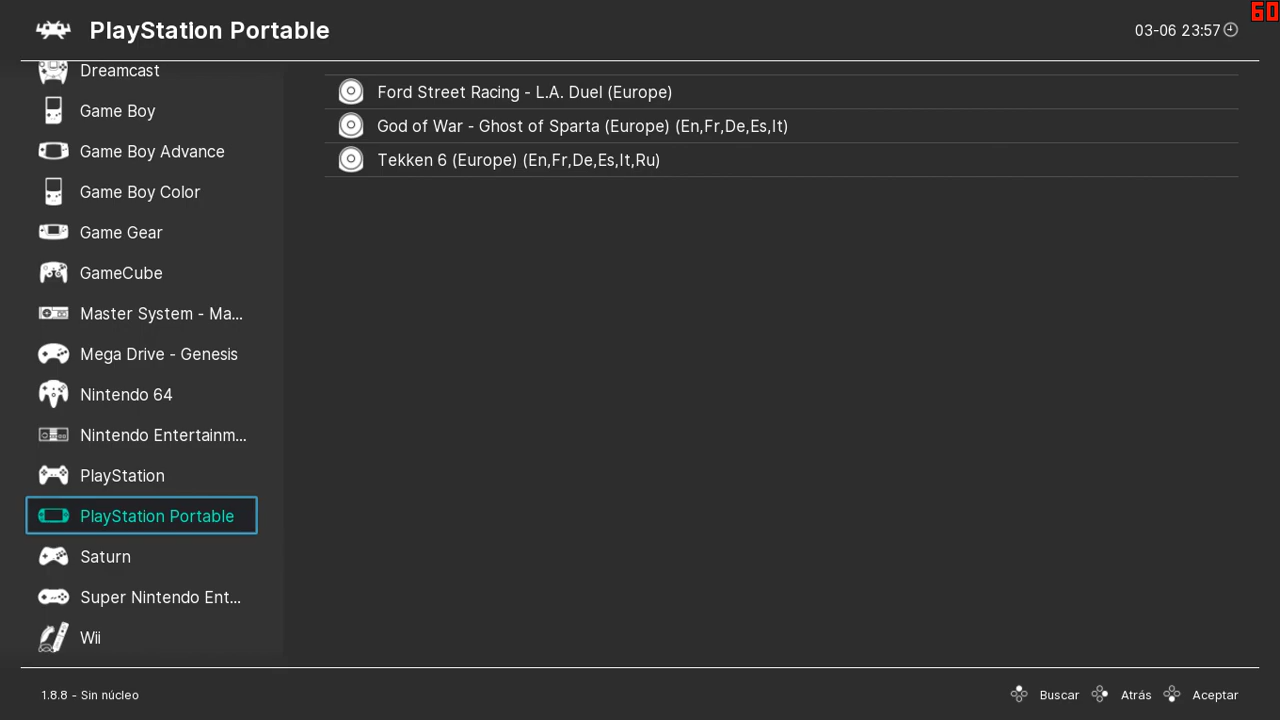 PlayStation Portable
03-06 23:57
60
Dreamcast
Game Boy
Game Boy Advance
Game Boy Color
Game Gear
GameCube
Master System - Ma...
Mega Drive - Genesis
Nintendo 64
Nintendo Entertainm...
PlayStation
PlayStation Portable
Saturn
Super Nintendo Ent...
Wii
Ford Street Racing - L.A. Duel (Europe)
God of War - Ghost of Sparta (Europe) (En,Fr,De,Es,It)
Tekken 6 (Europe) (En,Fr,De,Es,It,Ru)
1.8.8 - Sin núcleo
Buscar
Atrás
Aceptar